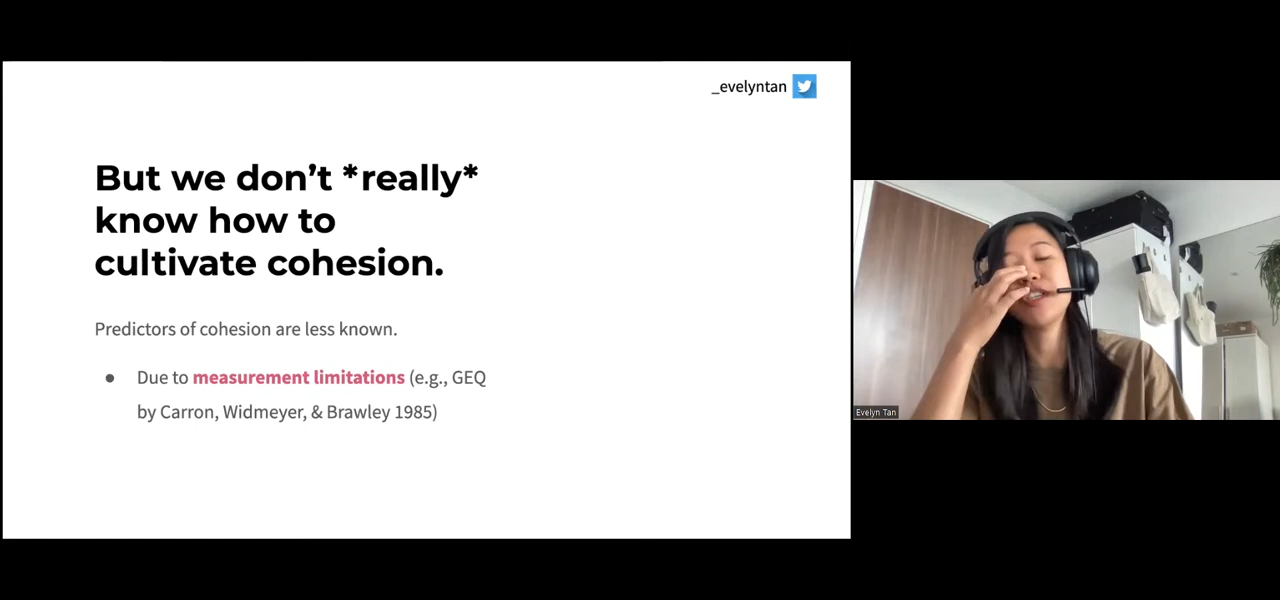 _evelyntan
But we don't *really*
know how to
cultivate cohesion.
Predictors of cohesion are less known.
● Due to measurement limitations (e.g., GEQ
by Carron, Widmeyer, & Brawley 1985)
Evelyn Tan